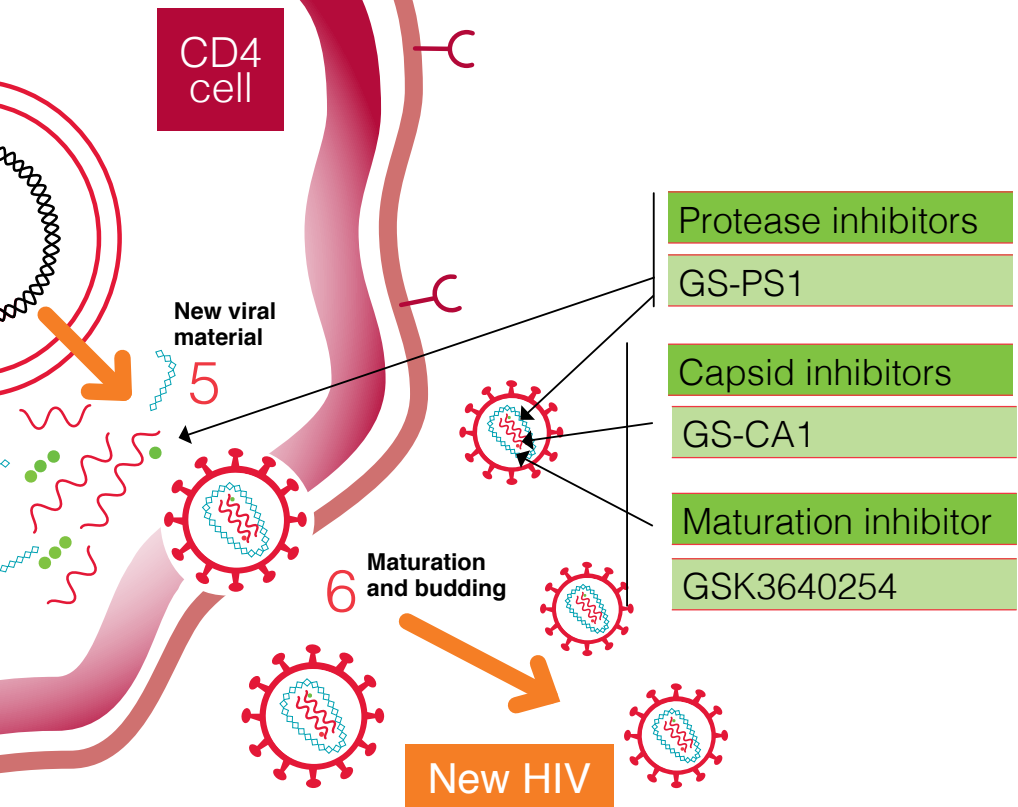 CD4
cell
Protease inhibitors
GS-PS1
New viral
material
5
Capsid inhibitors
GS-CA1
Maturation inhibitor
GSK3640254
6
Maturation
and budding
New HIV